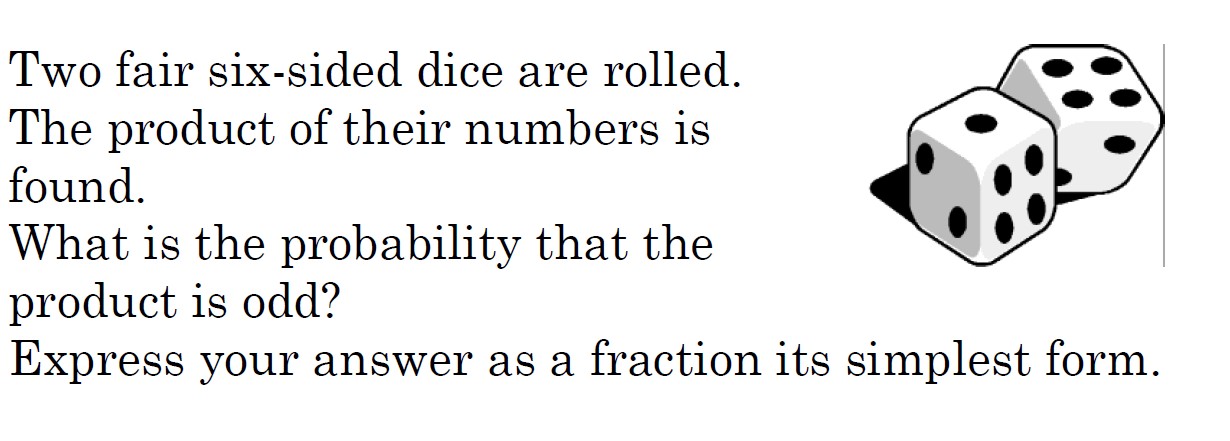 Two fair six-sided dice are rolled.
The product of their numbers is
found.
What is the probability that the
product is odd?
Express your answer as a fraction its simplest form.